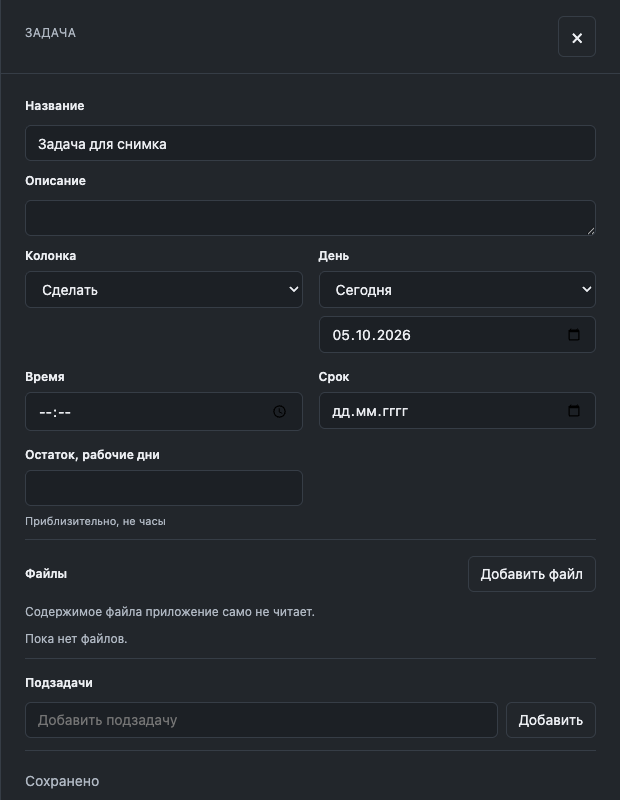 ЗАДАЧА
Название
Задача для снимка
Описание
Колонка
День
Сделать
Сегодня
05.10.2026
Время
Срок
--:--
дд.мм.гггг
Остаток, рабочие дни
Приблизительно, не часы
Файлы
Добавить файл
Содержимое файла приложение само не читает.
Пока нет файлов.
Подзадачи
Добавить подзадачу
Добавить
Сохранено